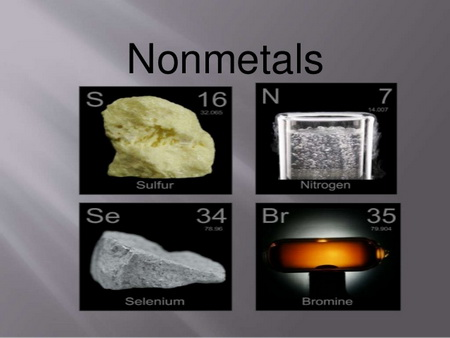 Nonmetals
S 16
32.065
Sulfur
N 7
14.007
Nitrogen
Se 34
78.96
Selenium
Br 35
79.904
Bromine